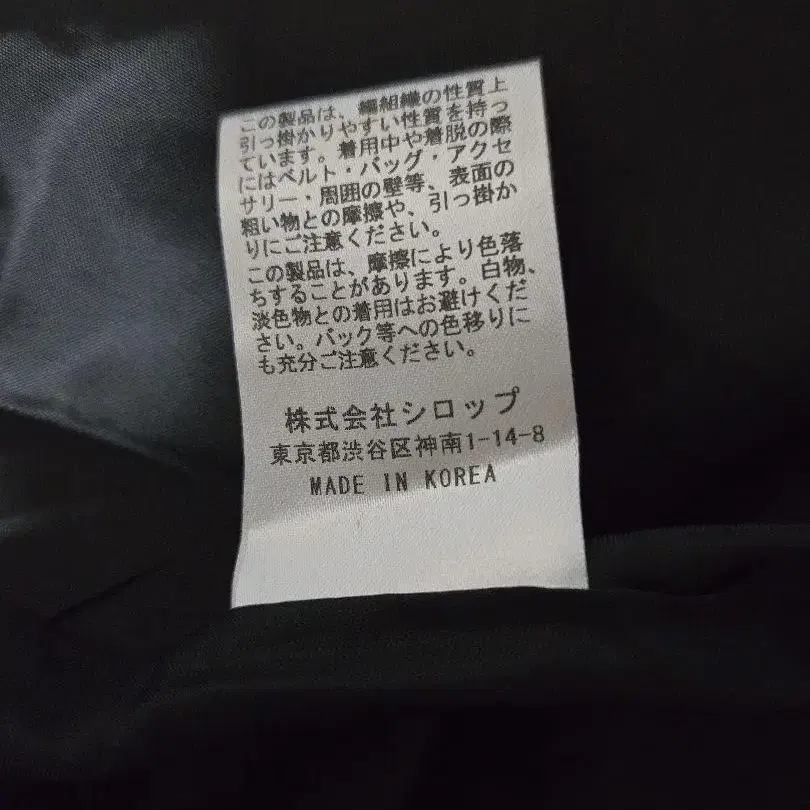 この製品は、編組織の性質上
引っ掛かりやすい性質を持っ
ています。着用中や着脱の際
にはベルト・バッグ・アクセ
サリー・周囲の壁等、表面の
粗い物との摩擦や、引っ掛か
りにご注意ください。
この製品は、摩擦により色落
ちすることがあります。白物、
淡色物との着用はお避けくだ
さい。バック等への色移りに
も充分ご注意ください。
株式会社シロップ
東京都渋谷区神南1-14-8
MADE IN KOREA